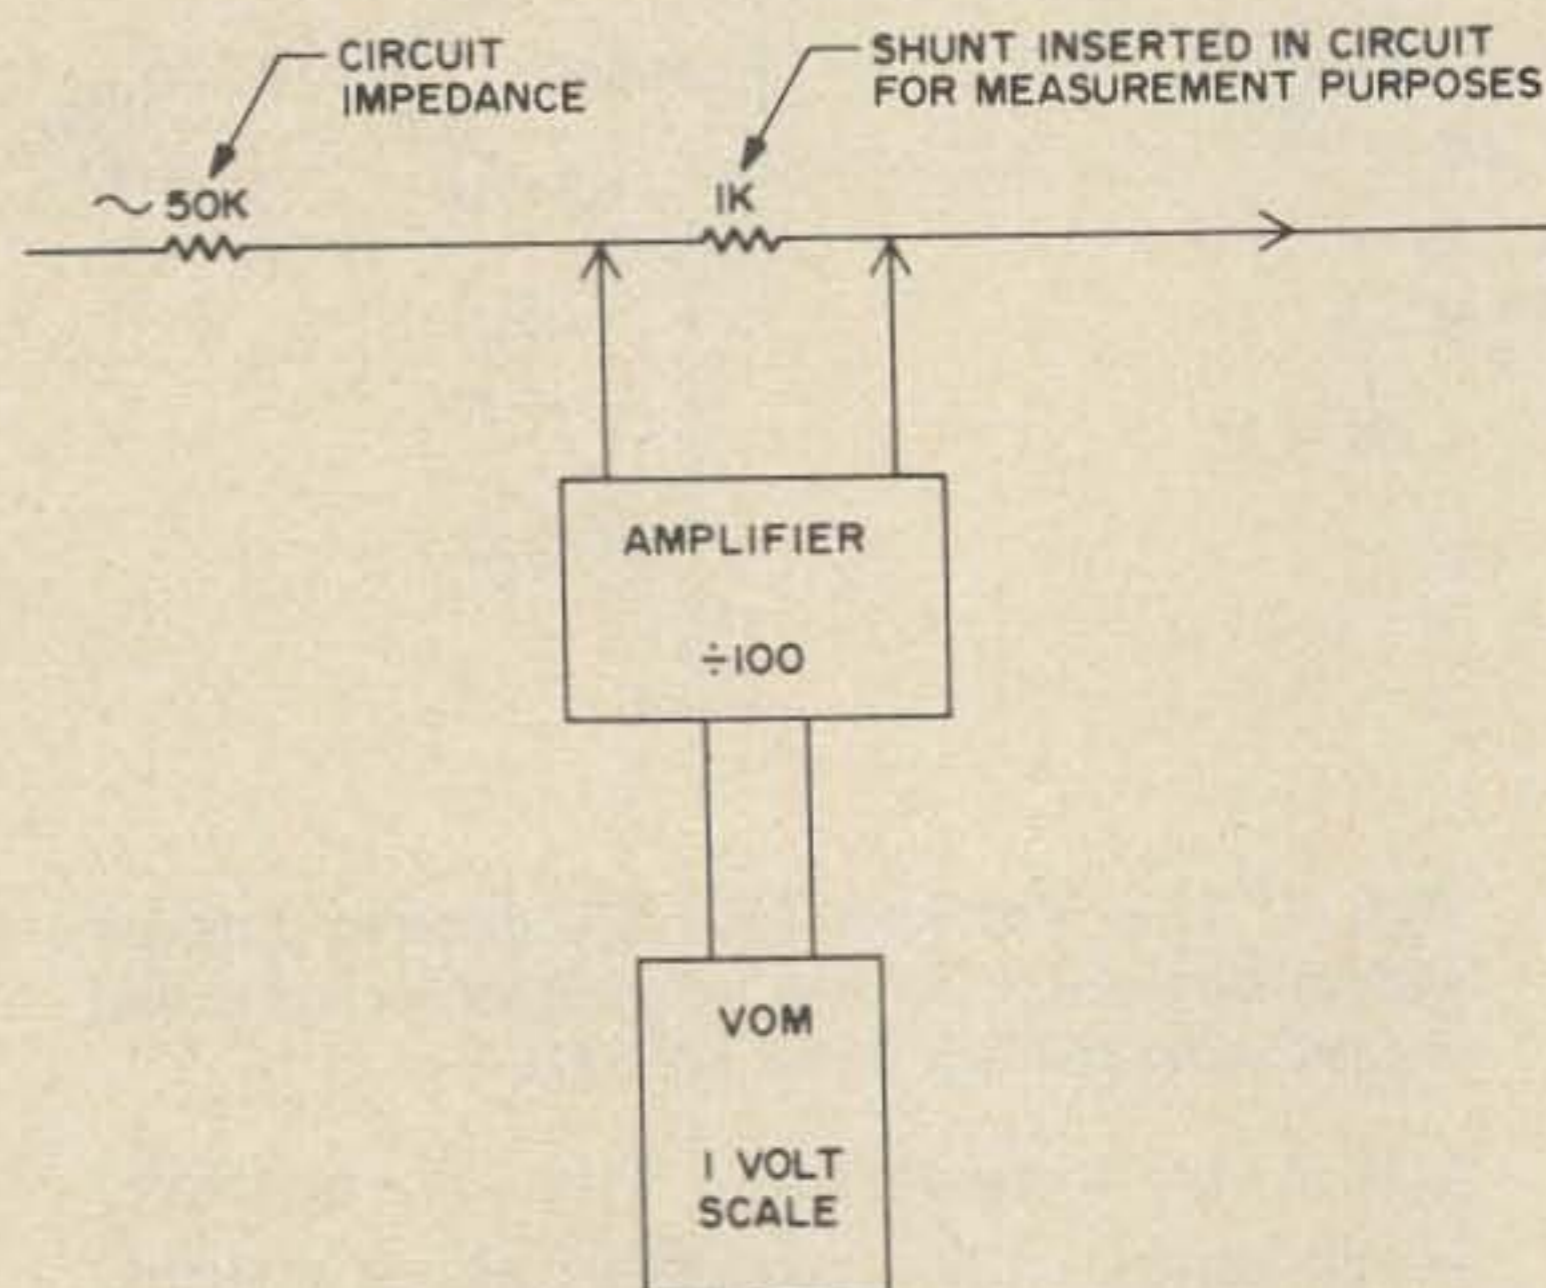 CIRCUIT
IMPEDANCE
SHUNT INSERTED IN CIRCUIT
FOR MEASUREMENT PURPOSES
~50K
1K
AMPLIFIER
÷100
VOM
1 VOLT
SCALE